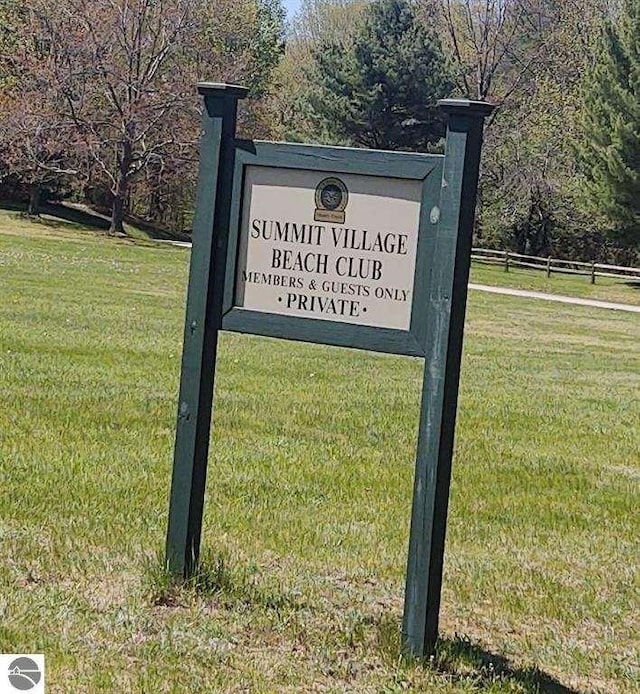 SUMMIT VILLAGE
BEACH CLUB
MEMBERS & GUESTS ONLY
· PRIVATE ·